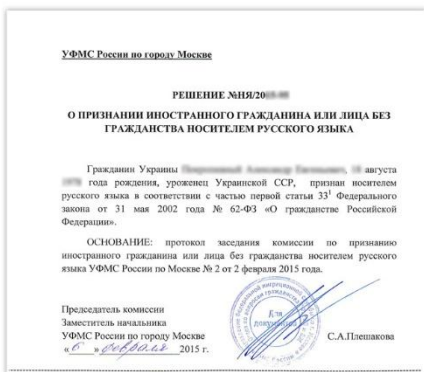 УФМС России по городу Москве
РЕШЕНИЕ №НЯ/20
О ПРИЗНАНИИ ИНОСТРАННОГО ГРАЖДАНИНА ИЛИ ЛИЦА БЕЗ
ГРАЖДАНСТВА НОСИТЕЛЕМ РУССКОГО ЯЗЫКА
Гражданин Украины августа
года рождения, уроженец Украинской ССР, признан носителем
русского языка в соответствии с частью первой статьи 33¹ Федерального
закона от 31 мая 2002 года № 62-ФЗ «О гражданстве Российской
Федерации».
ОСНОВАНИЕ: протокол заседания комиссии по признанию
иностранного гражданина или лица без гражданства носителем русского
языка УФМС России по Москве № 2 от 2 февраля 2015 года.
Председатель комиссии
Заместитель начальника
УФМС России по городу Москве С.А.Плешакова
« 6 » февраля 2015 г.
Для
документов